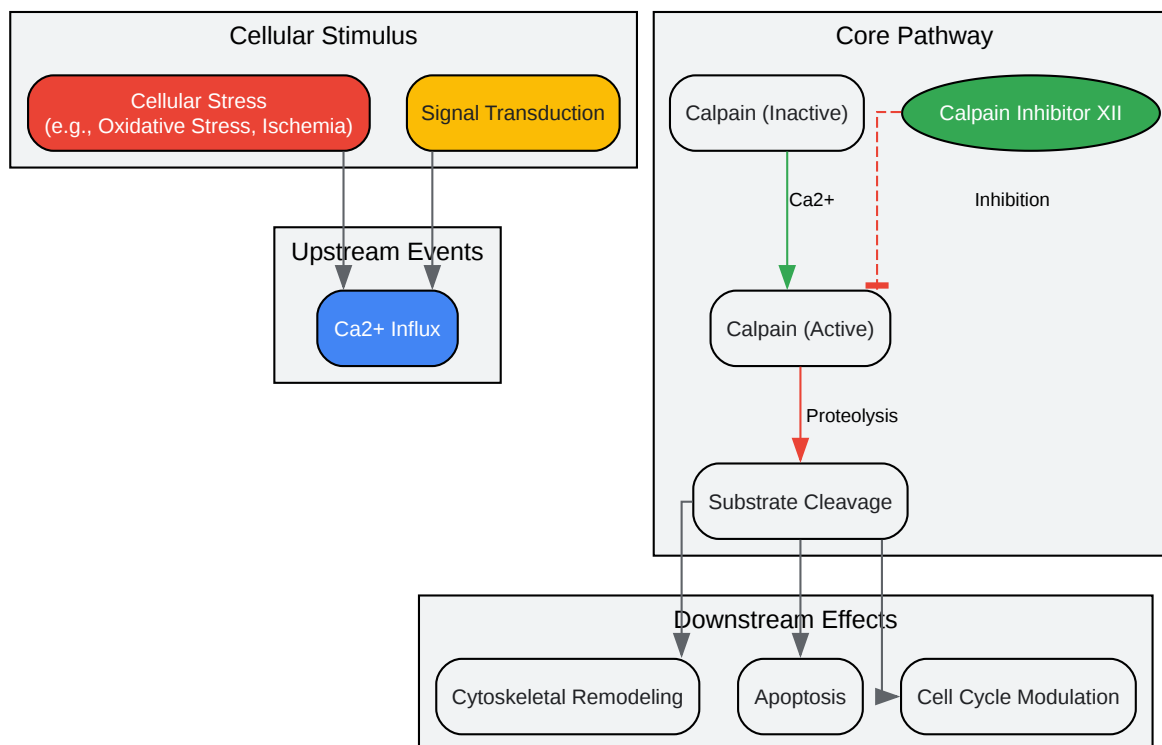 Cellular Stimulus
Cellular Stress
(e.g., Oxidative Stress, Ischemia)
Signal Transduction
Upstream Events
Ca2+ Influx
Core Pathway
Calpain (Inactive)
Calpain Inhibitor XII
Ca2+
Inhibition
Calpain (Active)
Proteolysis
Substrate Cleavage
Downstream Effects
Cytoskeletal Remodeling
Apoptosis
Cell Cycle Modulation